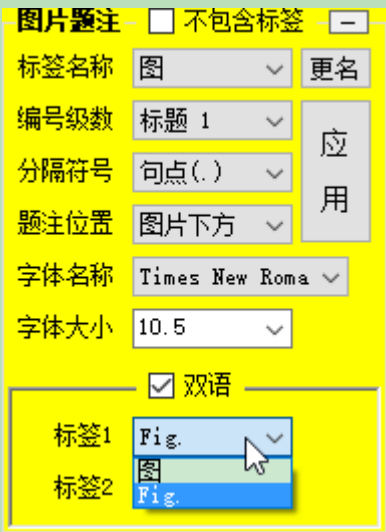 图片题注 不包含标签
标签名称 图 更名
编号级数 标题 1
分隔符号 句点(.) 应用
题注位置 图片下方
字体名称 Times New Roma
字体大小 10.5
双语
标签1 Fig.
图
标签2 Fig.